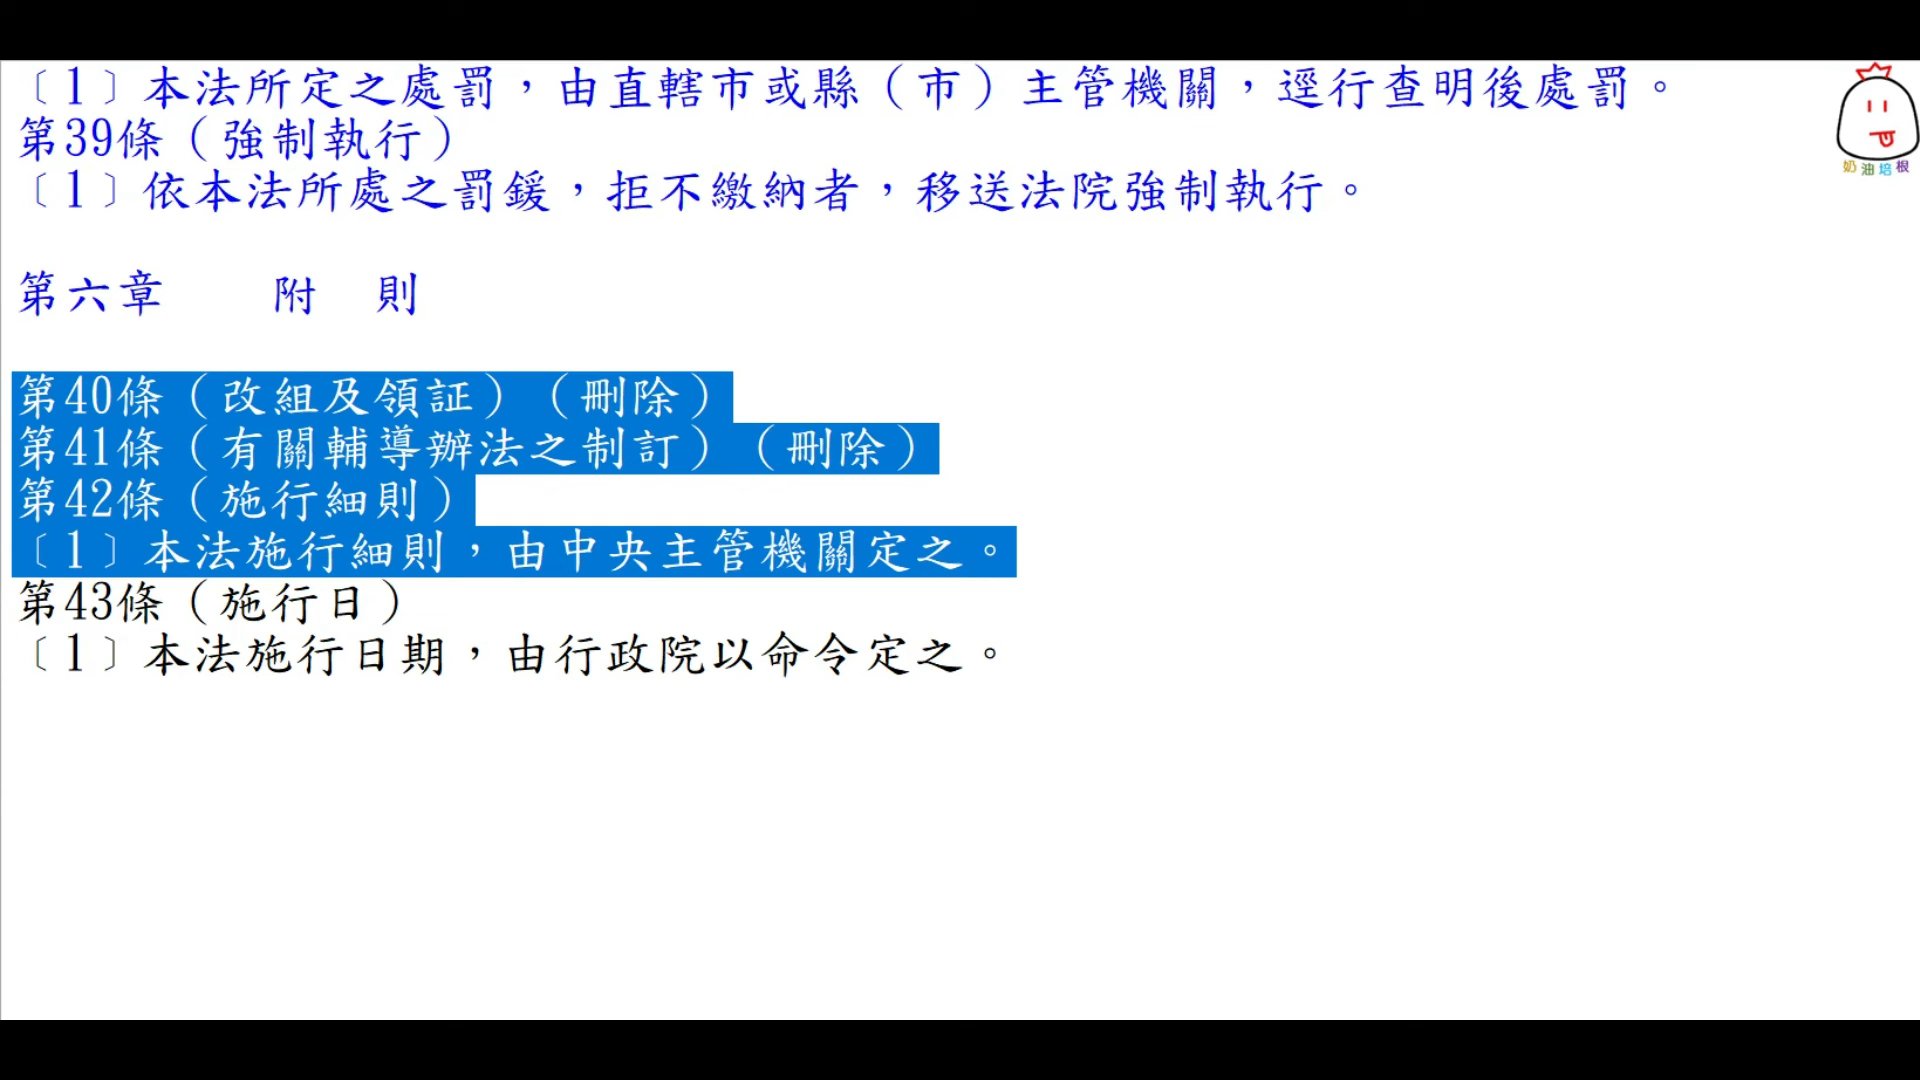 〔1〕本法所定之處罰，由直轄市或縣（市）主管機關，逕行查明後處罰。
第39條（強制執行）
〔1〕依本法所處之罰鍰，拒不繳納者，移送法院強制執行。
第六章　　附　則
第40條（改組及領証）（刪除）
第41條（有關輔導辦法之制訂）（刪除）
第42條（施行細則）
〔1〕本法施行細則，由中央主管機關定之。
第43條（施行日）
〔1〕本法施行日期，由行政院以命令定之。
奶油培根